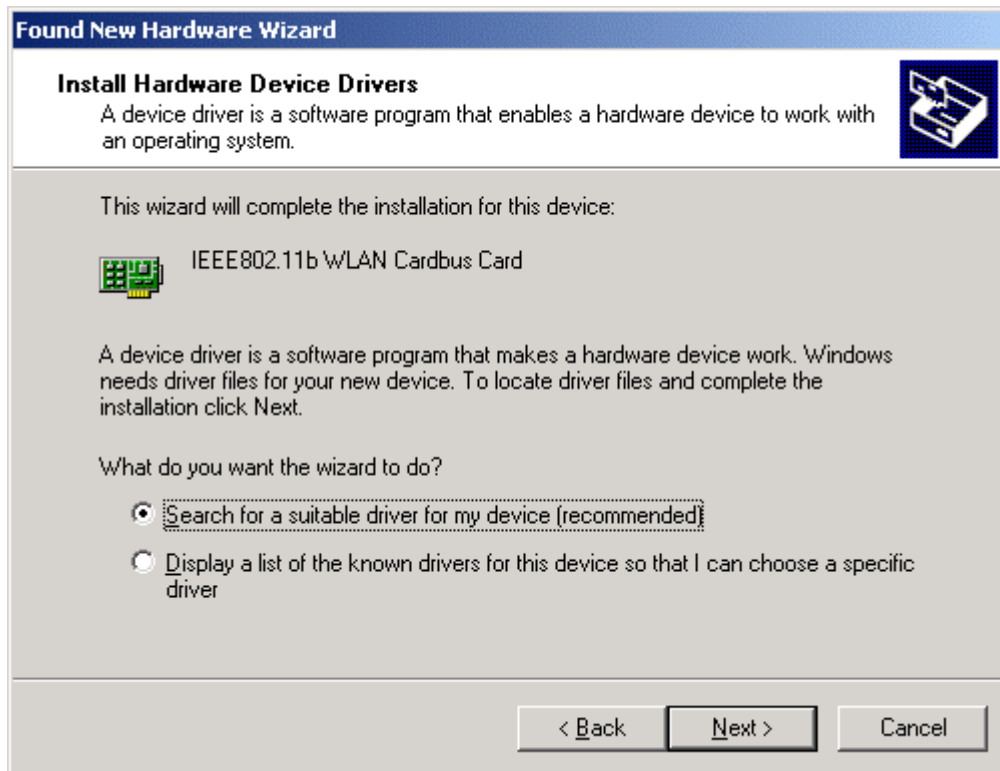 Found New Hardware Wizard
Install Hardware Device Drivers
A device driver is a software program that enables a hardware device to work with
an operating system.
This wizard will complete the installation for this device:
IEEE802.11b WLAN Cardbus Card
A device driver is a software program that makes a hardware device work. Windows
needs driver files for your new device. To locate driver files and complete the
installation click Next.
What do you want the wizard to do?
Search for a suitable driver for my device (recommended)
Display a list of the known drivers for this device so that I can choose a specific
driver
< Back
Next >
Cancel